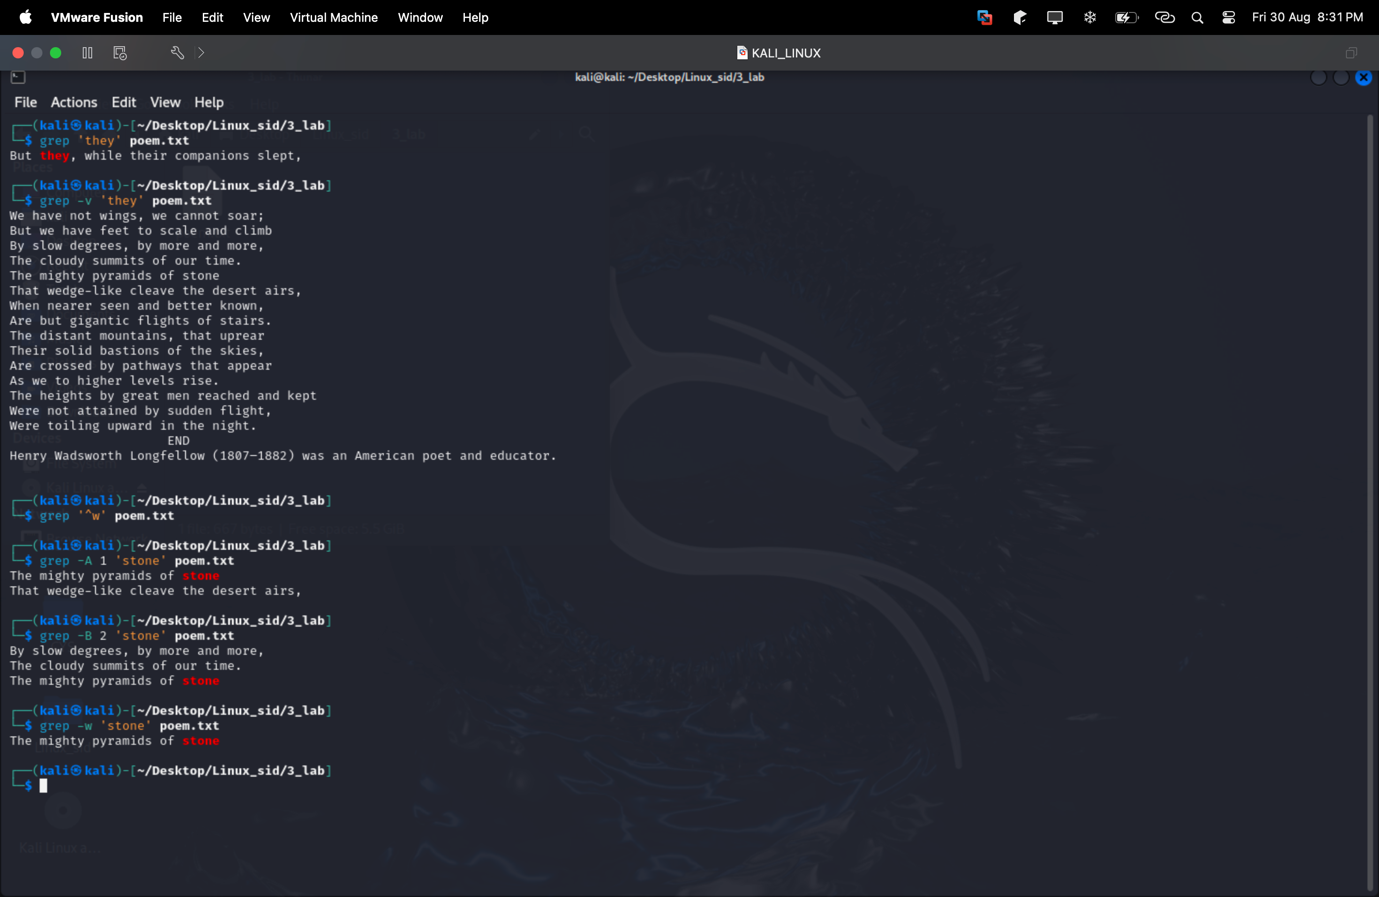 VMware Fusion File Edit View Virtual Machine Window Help Fri 30 Aug 8:31 PM
KALI_LINUX
kali@kali: ~/Desktop/Linux_sid/3_lab
File Actions Edit View Help
┌──(kali㉿kali)-[~/Desktop/Linux_sid/3_lab]
└─$ grep 'they' poem.txt
But they, while their companions slept,
┌──(kali㉿kali)-[~/Desktop/Linux_sid/3_lab]
└─$ grep -v 'they' poem.txt
We have not wings, we cannot soar;
But we have feet to scale and climb
By slow degrees, by more and more,
The cloudy summits of our time.
The mighty pyramids of stone
That wedge-like cleave the desert airs,
When nearer seen and better known,
Are but gigantic flights of stairs.
The distant mountains, that uprear
Their solid bastions of the skies,
Are crossed by pathways that appear
As we to higher levels rise.
The heights by great men reached and kept
Were not attained by sudden flight,
Were toiling upward in the night.
END
Henry Wadsworth Longfellow (1807-1882) was an American poet and educator.
┌──(kali㉿kali)-[~/Desktop/Linux_sid/3_lab]
└─$ grep '^w' poem.txt
┌──(kali㉿kali)-[~/Desktop/Linux_sid/3_lab]
└─$ grep -A 1 'stone' poem.txt
The mighty pyramids of stone
That wedge-like cleave the desert airs,
┌──(kali㉿kali)-[~/Desktop/Linux_sid/3_lab]
└─$ grep -B 2 'stone' poem.txt
By slow degrees, by more and more,
The cloudy summits of our time.
The mighty pyramids of stone
┌──(kali㉿kali)-[~/Desktop/Linux_sid/3_lab]
└─$ grep -w 'stone' poem.txt
The mighty pyramids of stone
┌──(kali㉿kali)-[~/Desktop/Linux_sid/3_lab]
└─$